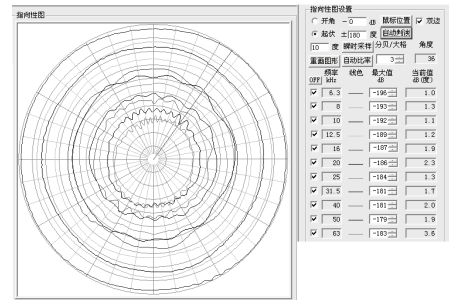 指向性图
指向性图设置
开角 -0 dB 鼠标位置 双边
起伏 ±180 度 自动判读
10 度 瞬时采样 分贝/大格 角度
重画图形 自动比率 3 36
频率 线色 最大值 当前值
OFF kHz dB dB(度)
6.3 -196 1.0
8 -193 1.3
10 -192 1.1
12.5 -189 1.2
16 -187 1.9
20 -186 2.3
25 -184 1.3
31.5 -181 1.7
40 -181 2.0
50 -179 1.9
63 -183 3.6